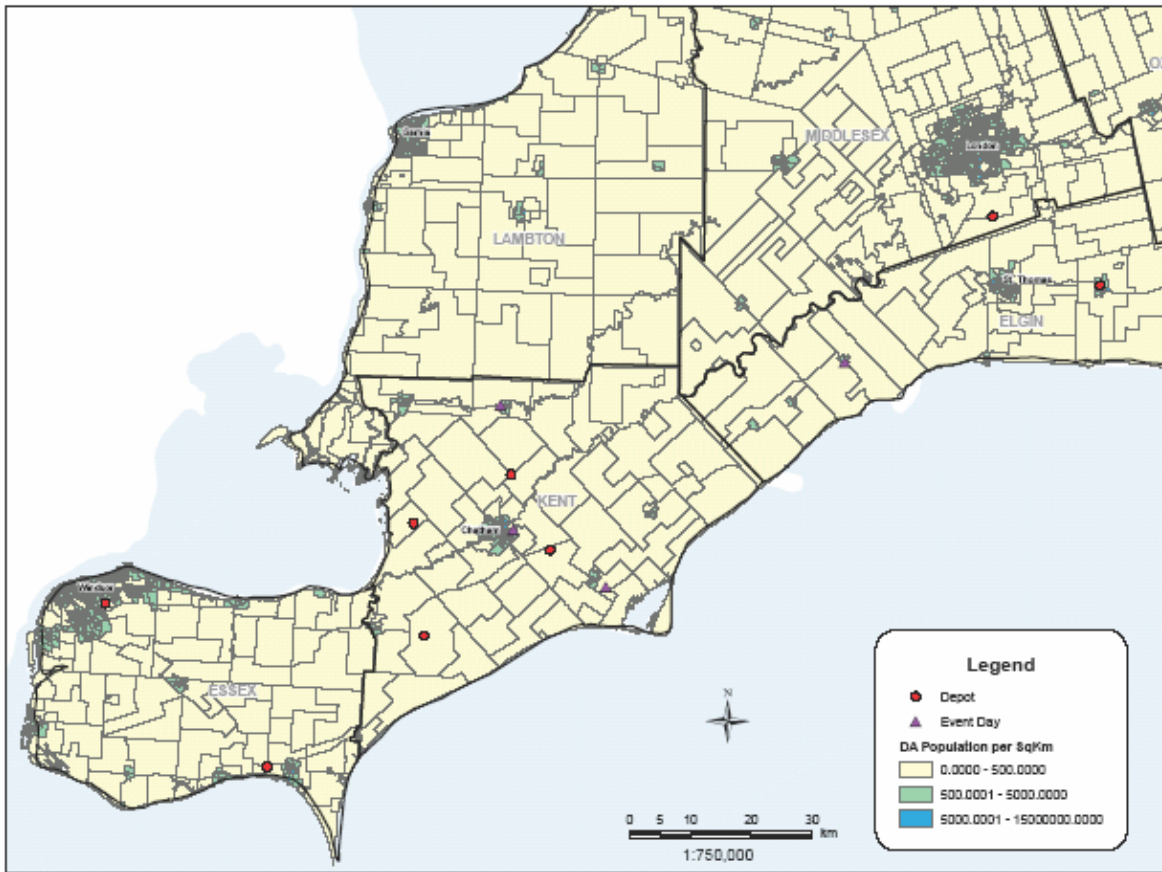 Sarnia
MIDDLESEX
London
LAMBTON
St. Thomas
ELGIN
KENT
Chatham
Windsor
ESSEX
N
Legend
Depot
Event Day
DA Population per SqKm
0.0000 - 500.0000
500.0001 - 5000.0000
5000.0001 - 15000000.0000
0 5 10 20 30
km
1:750,000